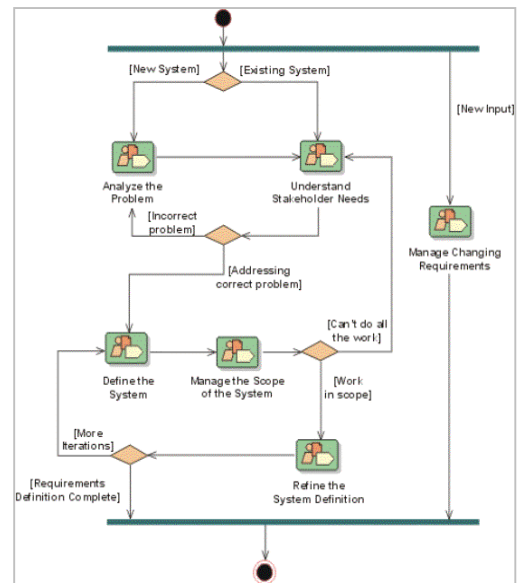 [New System]
[Existing System]
[New Input]
Analyze the
Problem
Understand
Stakeholder Needs
[Incorrect
problem]
Manage Changing
Requirements
[Addressing
correct problem]
[Can't do all
the work]
Define the
System
Manage the Scope
of the System
[Work
in scope]
[More
Iterations]
[Requirements
Definition Complete]
Refine the
System Definition